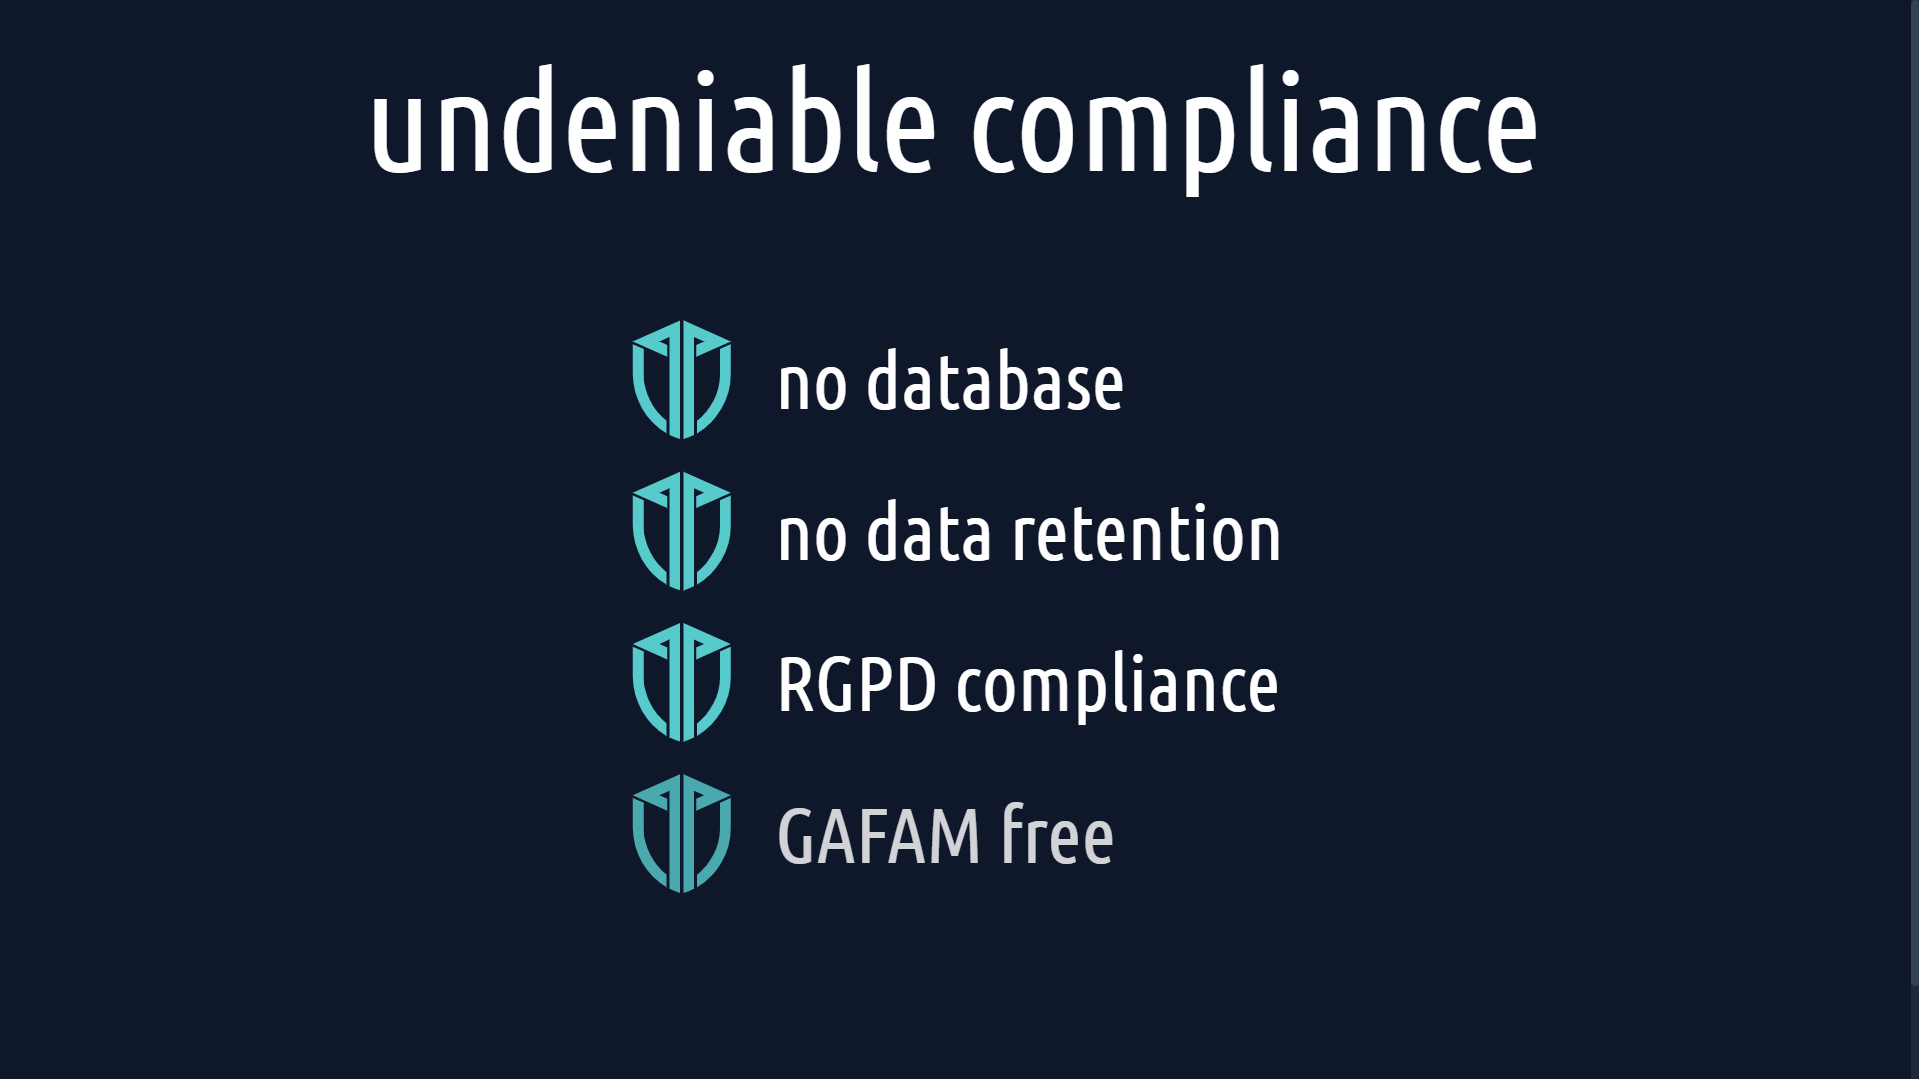 undeniable compliance
no database
no data retention
RGPD compliance
GAFAM free